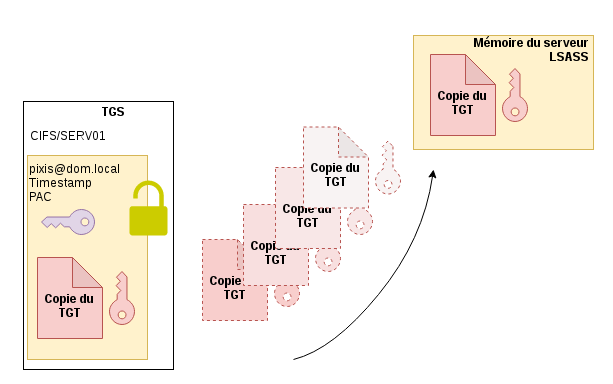 TGS
CIFS/SERV01
pixis@dom.local
Timestamp
PAC
Copie du
TGT
Copie du
TGT
Copie du
TGT
Copie du
TGT
Copie du
TGT
Mémoire du serveur
LSASS
Copie du
TGT